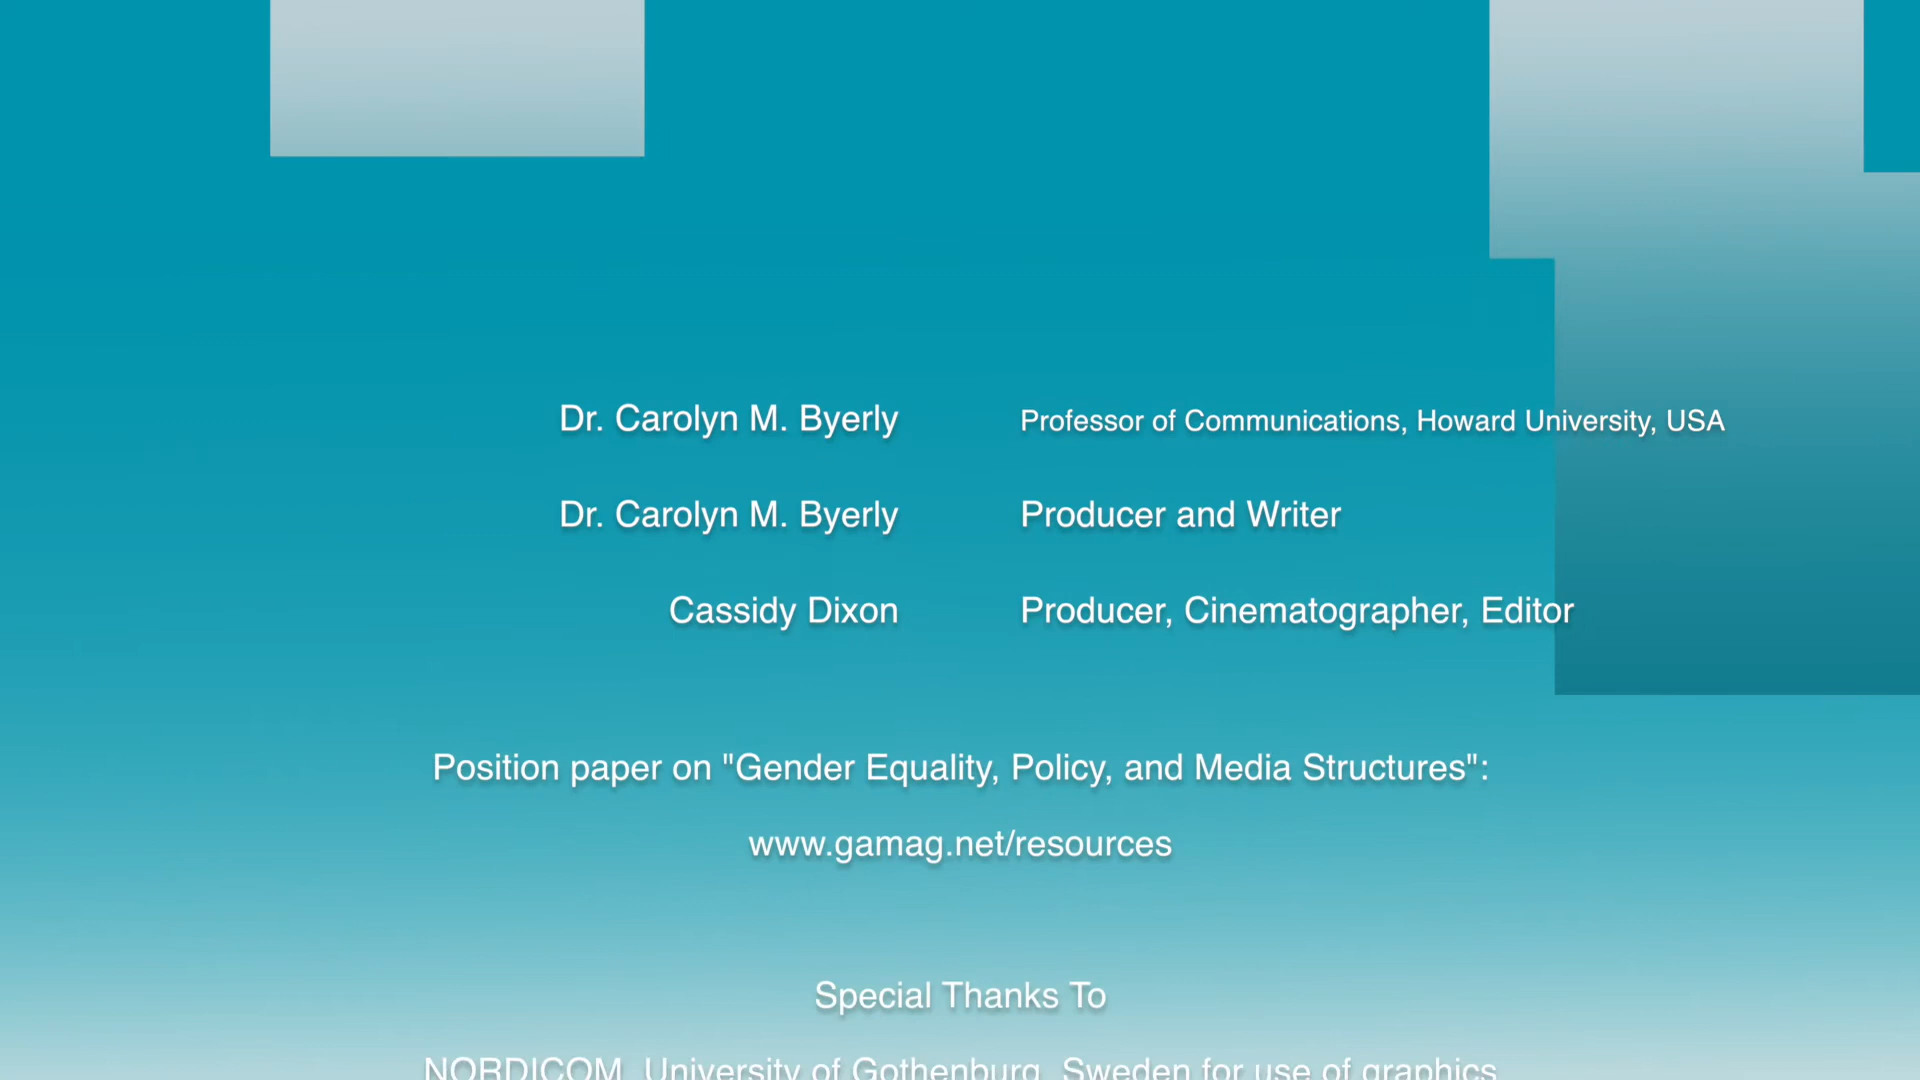 Dr. Carolyn M. Byerly Professor of Communications, Howard University, USA
Dr. Carolyn M. Byerly Producer and Writer
Cassidy Dixon Producer, Cinematographer, Editor
Position paper on "Gender Equality, Policy, and Media Structures":
www.gamag.net/resources
Special Thanks To
NORDICOM, University of Gothenburg, Sweden for use of graphics